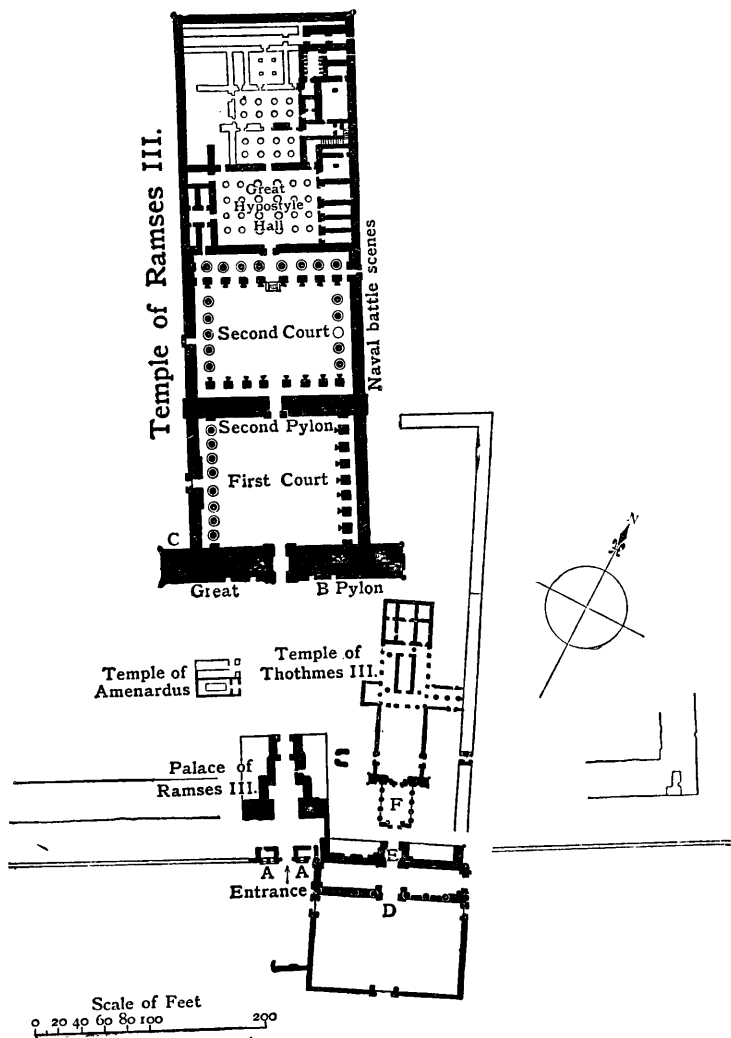 Temple of Ramses III.
Great
Hypostyle
Hall
Naval battle scenes
Second Court
Second Pylon
First Court
C
Great
B Pylon
N
Temple of
Amenardus
Temple of
Thothmes III.
Palace of
Ramses III.
F
E
A A
Entrance
D
Scale of Feet
0 20 40 60 80 100 200